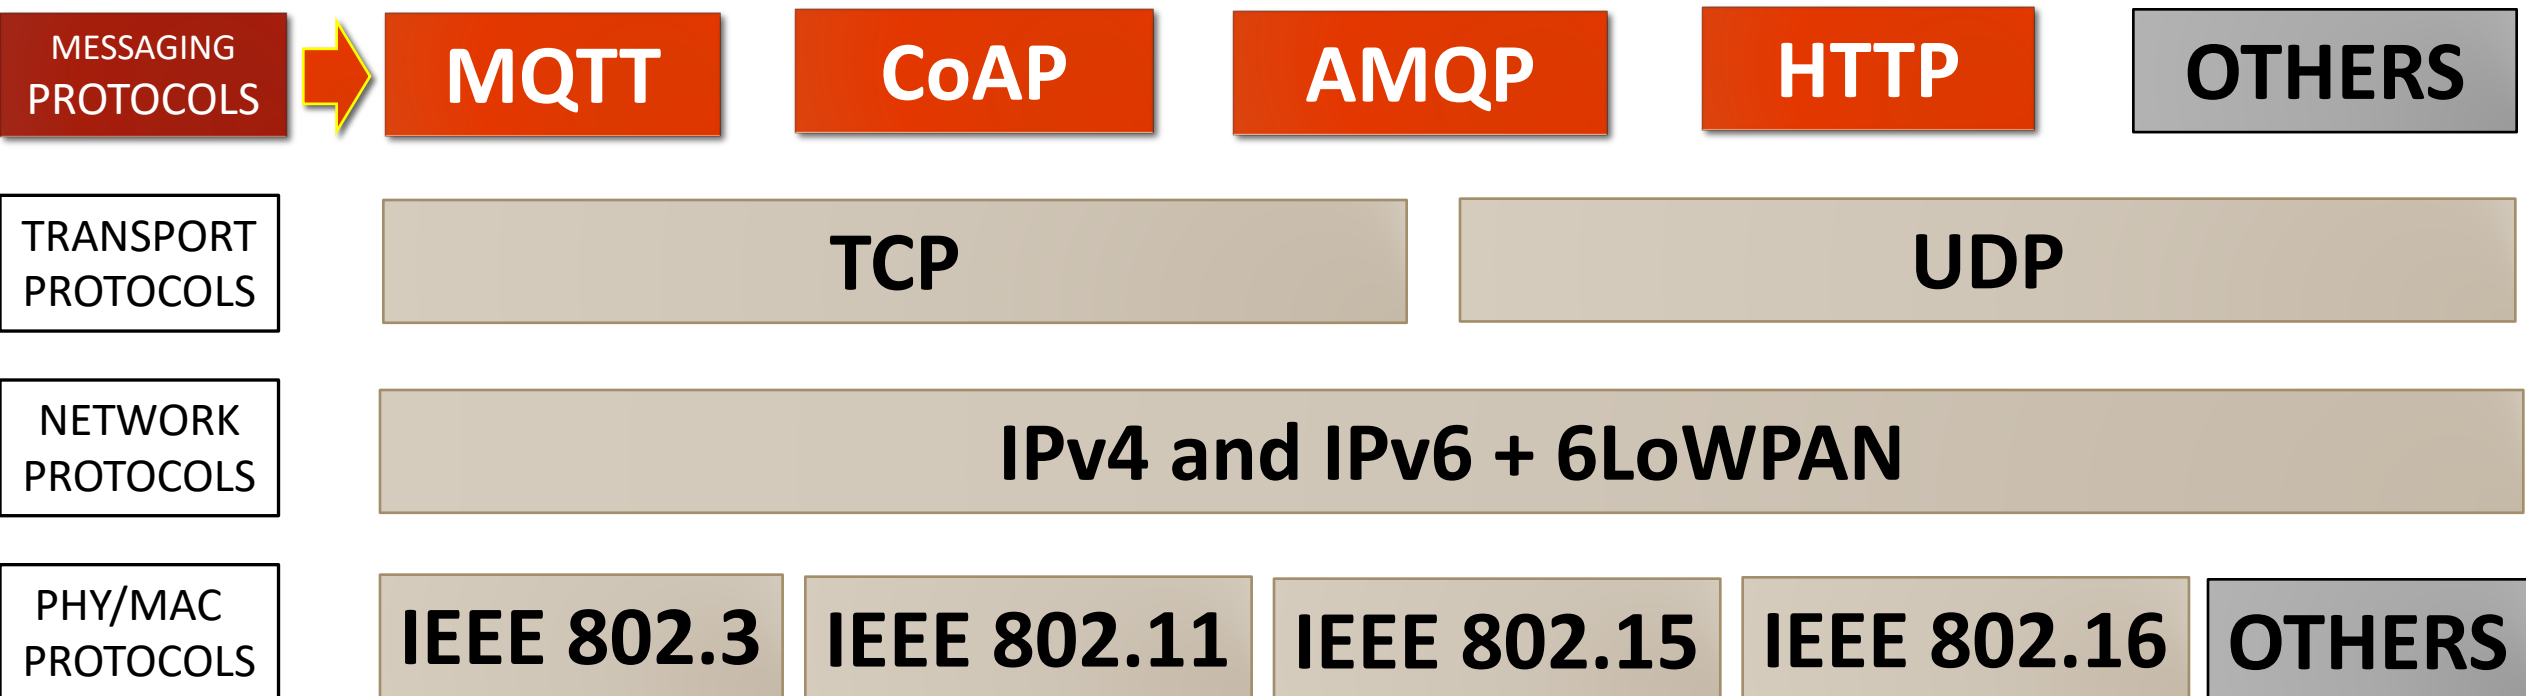 MESSAGING
PROTOCOLS
MQTT
CoAP
AMQP
HTTP
OTHERS
TRANSPORT
PROTOCOLS
TCP
UDP
NETWORK
PROTOCOLS
IPv4 and IPv6 + 6LoWPAN
PHY/MAC
PROTOCOLS
IEEE 802.3
IEEE 802.11
IEEE 802.15
IEEE 802.16
OTHERS